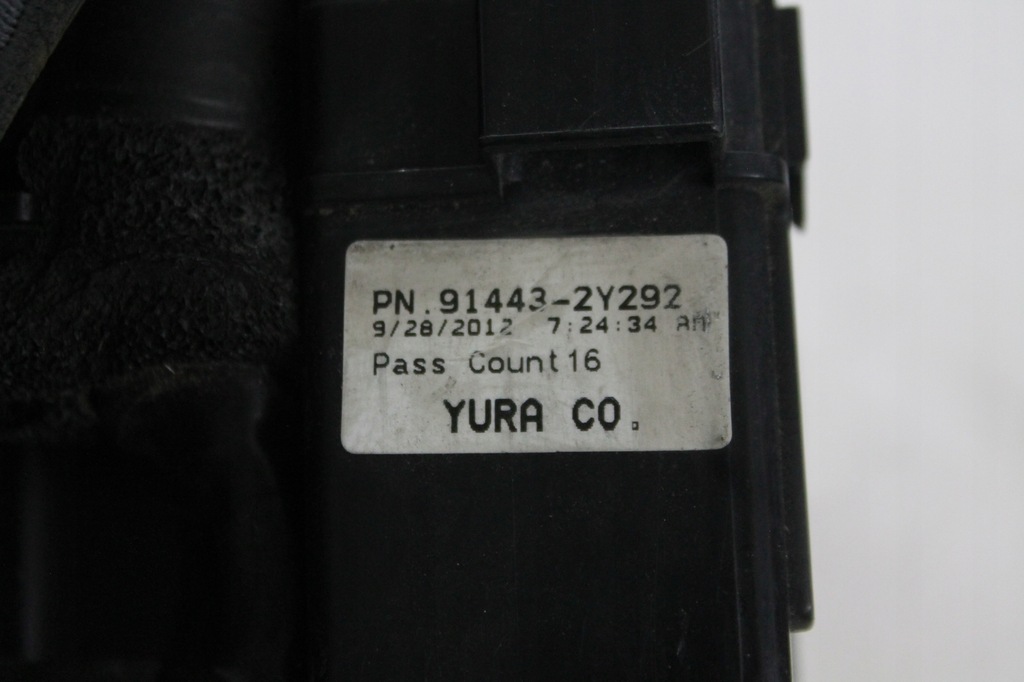 PN.91443-2Y292
9/28/2012 7:24:34 AM
Pass Count16
YURA CO.